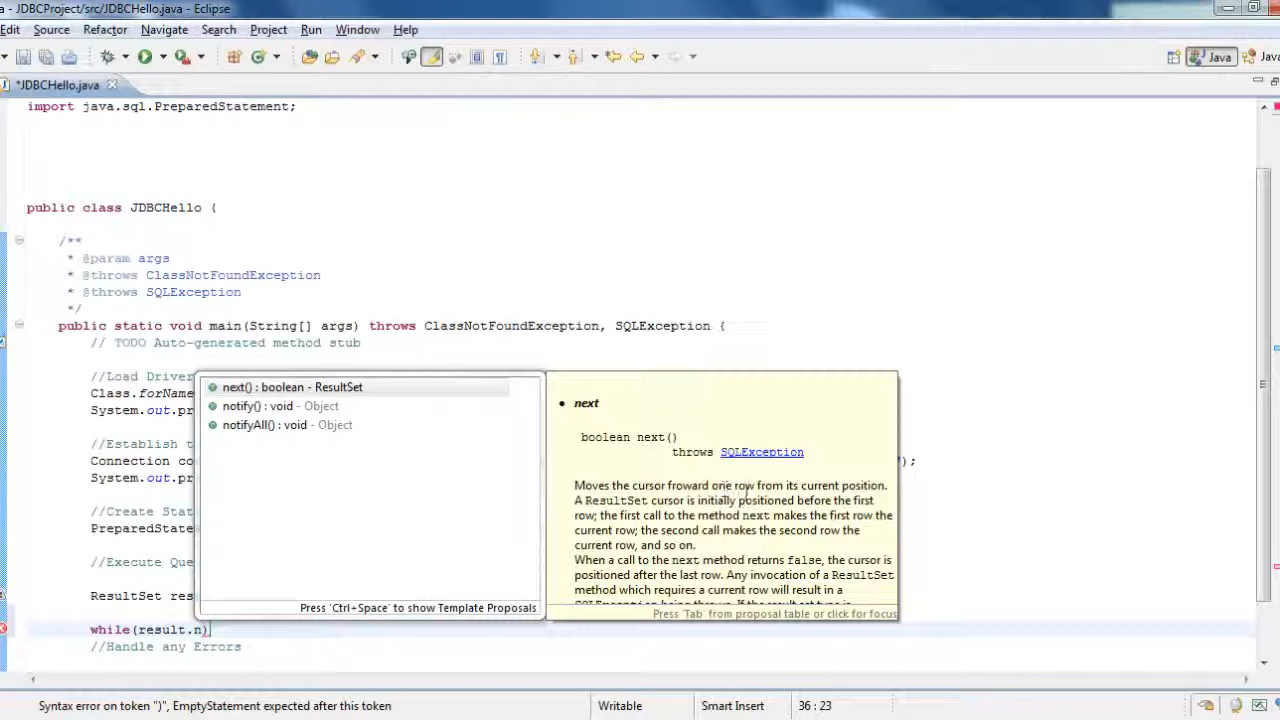 a - JDBCProject/src/JDBCHello.java - Eclipse
Edit Source Refactor Navigate Search Project Run Window Help
Java Java
*JDBCHello.java
import java.sql.PreparedStatement;
public class JDBCHello {
/**
* @param args
* @throws ClassNotFoundException
* @throws SQLException
*/
public static void main(String[] args) throws ClassNotFoundException, SQLException {
// TODO Auto-generated method stub
//Load Driver
Class.forName
System.out.pr
//Establish t
Connection co
");
System.out.pr
//Create Stat
PreparedState
//Execute Que
ResultSet res
while(result.n)
//Handle any Errors
next() : boolean - ResultSet
notify() : void - Object
notifyAll() : void - Object
Press 'Ctrl+Space' to show Template Proposals
next
boolean next()
throws SQLException
Moves the cursor froward one row from its current position.
A ResultSet cursor is initially positioned before the first
row; the first call to the method next makes the first row the
current row; the second call makes the second row the
current row, and so on.
When a call to the next method returns false, the cursor is
positioned after the last row. Any invocation of a ResultSet
method which requires a current row will result in a
Press 'Tab' from proposal table or click for focus
Syntax error on token ")", EmptyStatement expected after this token
Writable
Smart Insert
36 : 23